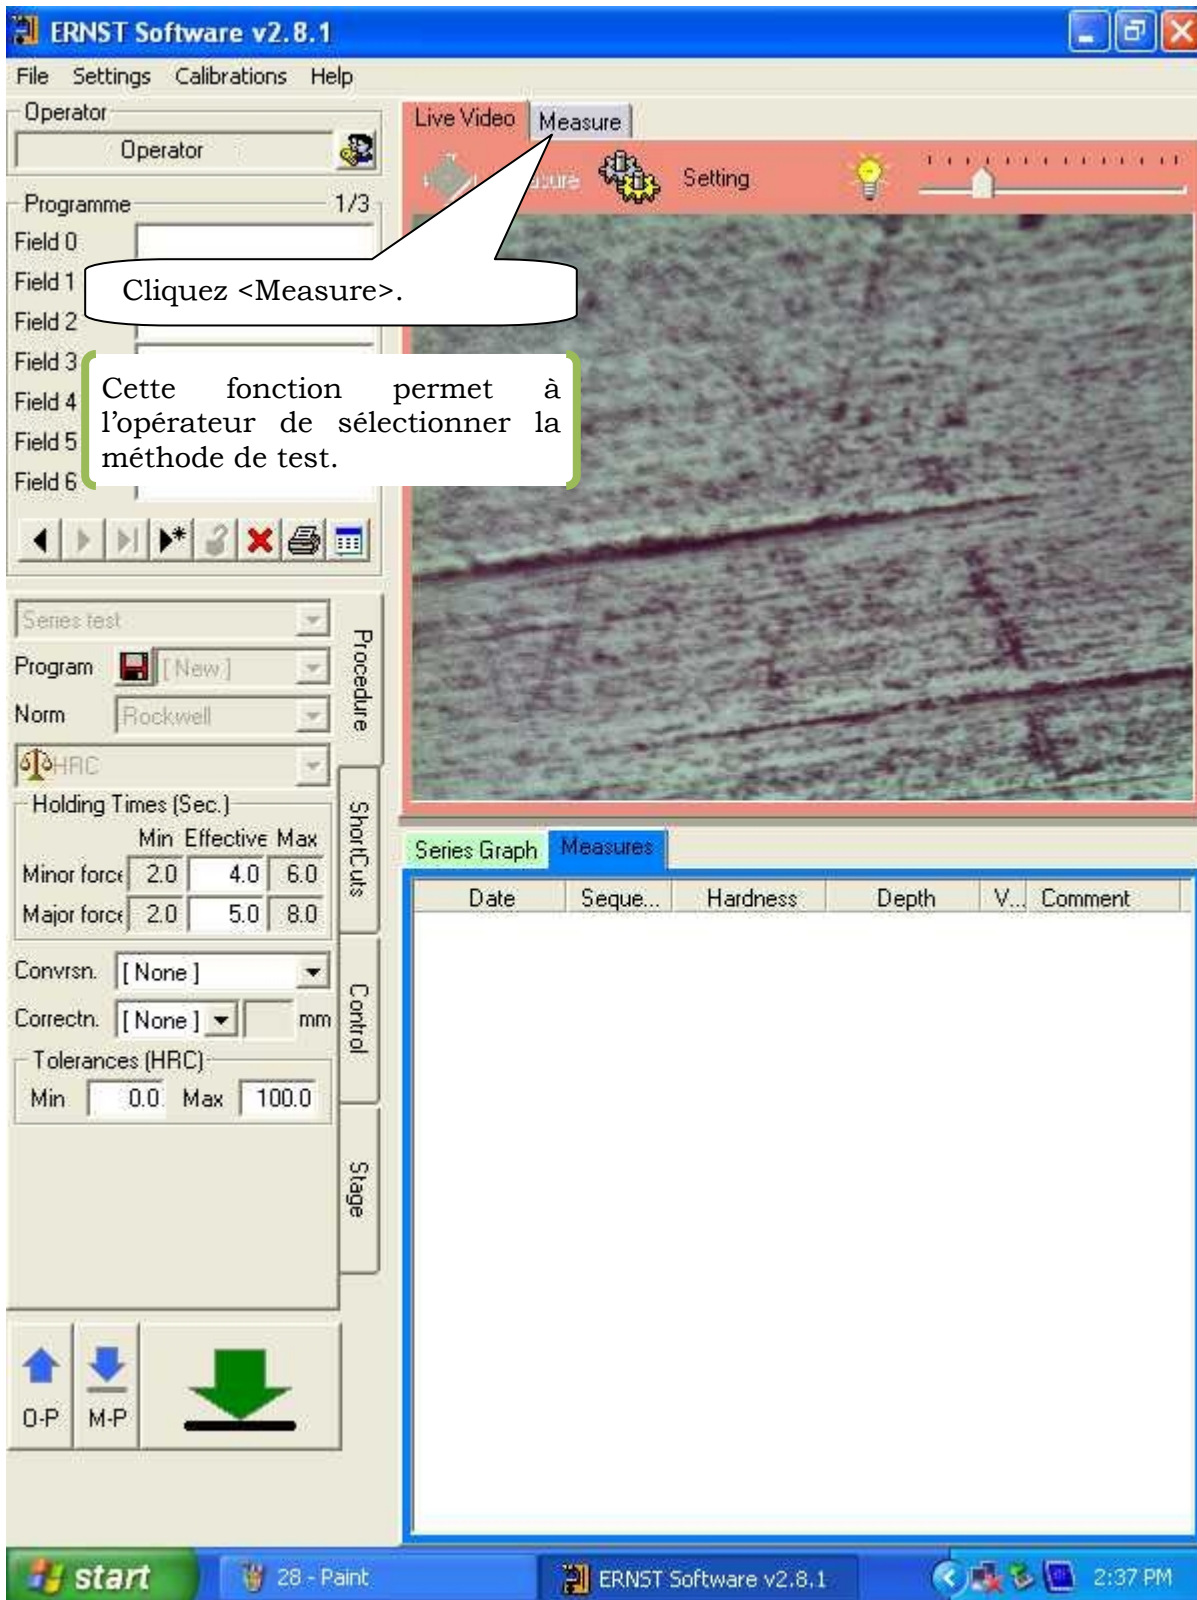 ERNST Software v2.8.1
File Settings Calibrations Help
Operator
Operator
Programme 1/3
Field 0
Field 1
Field 2
Field 3
Field 4
Field 5
Field 6
Live Video Measure
Setting
Cliquez <Measure>.
Cette fonction permet à
l'opérateur de sélectionner la
méthode de test.
Series test
Program [ New ]
Norm Rockwell
HRC
Holding Times (Sec.)
Min Effective Max
Minor force 2.0 4.0 6.0
Major force 2.0 5.0 8.0
Convrsn. [ None ]
Correctn. [ None ] mm
Tolerances (HRC)
Min 0.0 Max 100.0
Procedure
ShortCuts
Control
Stage
O-P M-P
Series Graph Measures
Date Seque... Hardness Depth V... Comment
start 28 - Paint ERNST Software v2.8.1 2:37 PM